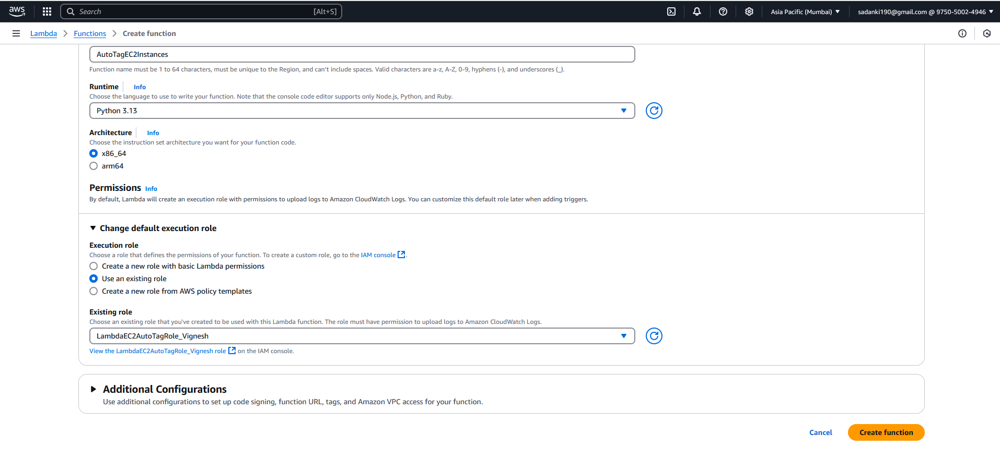 aws Search [Alt+S] Asia Pacific (Mumbai) sadanki190@gmail.com @ 9750-5002-4946
Lambda Functions Create function
AutoTagEC2Instances
Function name must be 1 to 64 characters, must be unique to the Region, and can't include spaces. Valid characters are a-z, A-Z, 0-9, hyphens (-), and underscores (_).
Runtime Info
Choose the language to use to write your function. Note that the console code editor supports only Node.js, Python, and Ruby.
Python 3.13
Architecture Info
Choose the instruction set architecture you want for your function code.
x86_64
arm64
Permissions Info
By default, Lambda will create an execution role with permissions to upload logs to Amazon CloudWatch Logs. You can customize this default role later when adding triggers.
Change default execution role
Execution role
Choose a role that defines the permissions of your function. To create a custom role, go to the IAM console.
Create a new role with basic Lambda permissions
Use an existing role
Create a new role from AWS policy templates
Existing role
Choose an existing role that you've created to be used with this Lambda function. The role must have permission to upload logs to Amazon CloudWatch Logs.
LambdaEC2AutoTagRole_Vignesh
View the LambdaEC2AutoTagRole_Vignesh role on the IAM console.
Additional Configurations
Use additional configurations to set up code signing, function URL, tags, and Amazon VPC access for your function.
Cancel Create function